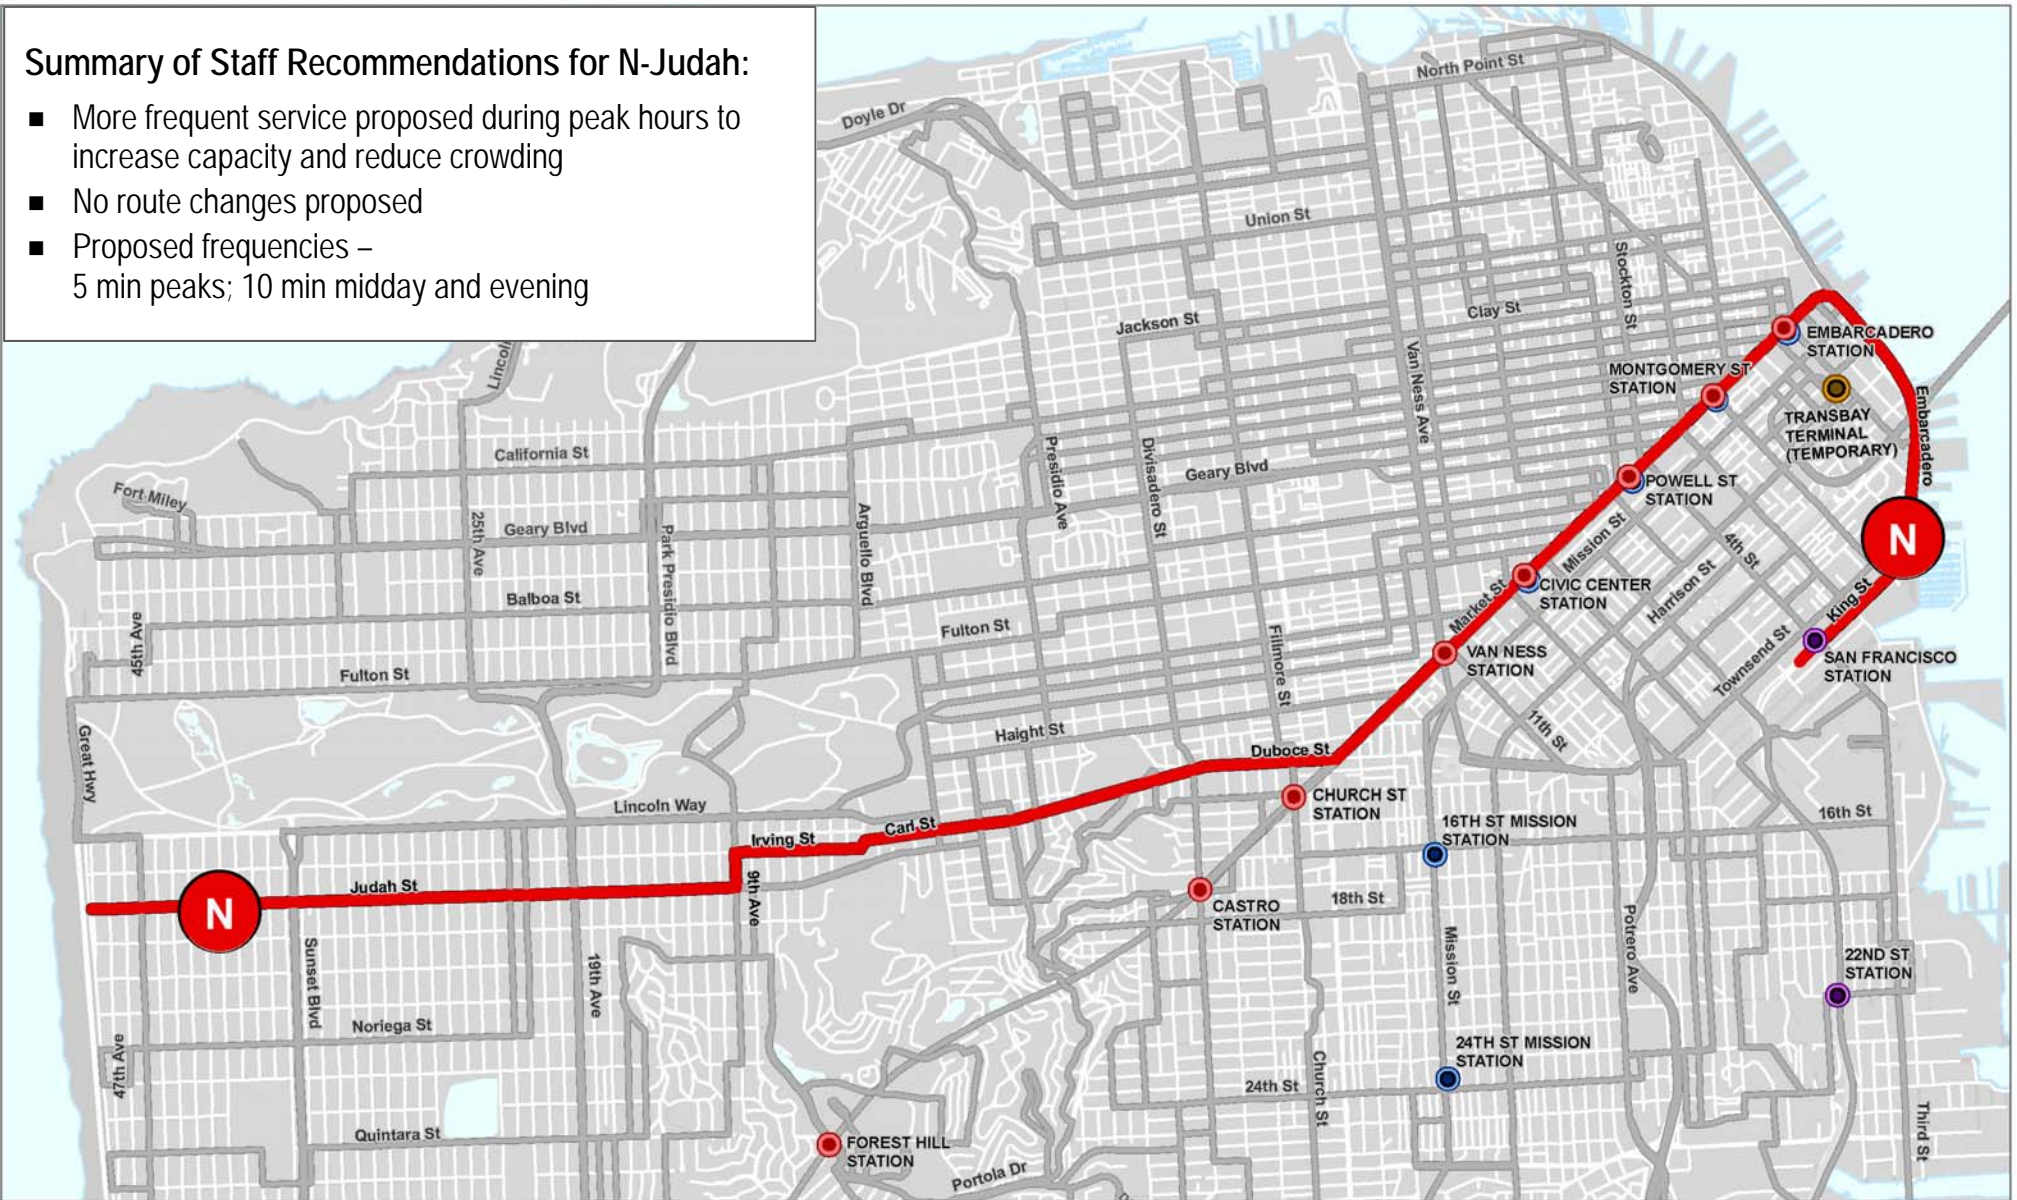 Summary of Staff Recommendations for N-Judah:
■ More frequent service proposed during peak hours to
increase capacity and reduce crowding
■ No route changes proposed
■ Proposed frequencies –
5 min peaks; 10 min midday and evening
Doyle Dr
North Point St
Union St
Stockton St
Clay St
Jackson St
Van Ness Ave
EMBARCADERO
STATION
MONTGOMERY ST
STATION
TRANSBAY
TERMINAL
(TEMPORARY)
Embarcadero
California St
Presidio Ave
Divisadero St
Geary Blvd
POWELL ST
STATION
Fort Miley
25th Ave
Geary Blvd
Park Presidio Blvd
Arguello Blvd
Mission St
4th St
N
CIVIC CENTER
STATION
Harrison St
King St
Balboa St
Market St
45th Ave
Fulton St
Fillmore St
VAN NESS
STATION
Townsend St
SAN FRANCISCO
STATION
Fulton St
Great Hwy
Haight St
11th St
Duboce St
Lincoln Way
CHURCH ST
STATION
16TH ST MISSION
STATION
16th St
Irving St
Carl St
Judah St
N
9th Ave
CASTRO
STATION
18th St
Sunset Blvd
19th Ave
Mission St
Potrero Ave
22ND ST
STATION
Noriega St
47th Ave
24TH ST MISSION
STATION
24th St
Church St
Third St
Quintara St
FOREST HILL
STATION
Portola Dr